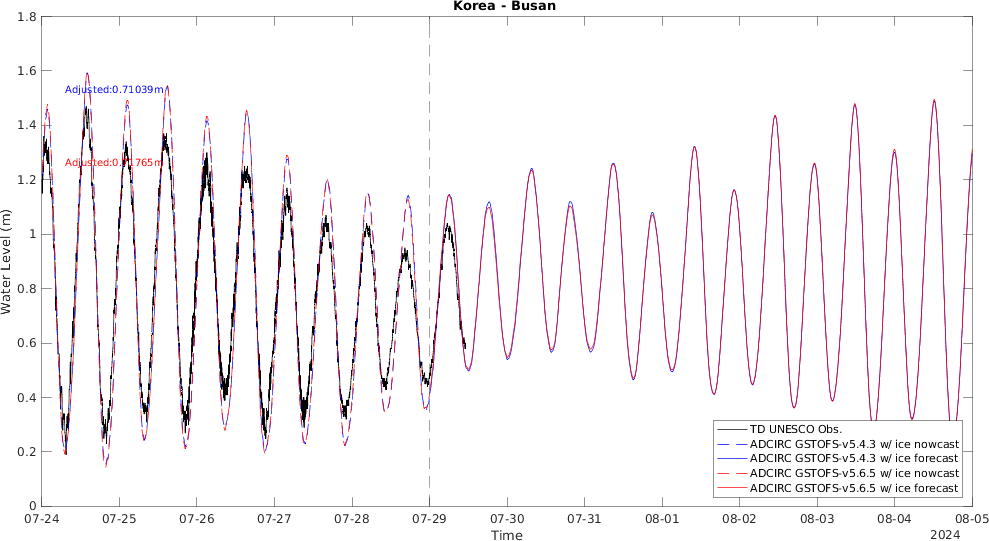 Korea - Busan
1.8
1.6
1.4
1.2
1
0.8
0.6
0.4
0.2
0
Water Level (m)
Adjusted:0.71039m
Adjusted:0.71765m
TD UNESCO Obs.
ADCIRC GSTOFS-v5.4.3 w/ ice nowcast
ADCIRC GSTOFS-v5.4.3 w/ ice forecast
ADCIRC GSTOFS-v5.6.5 w/ ice nowcast
ADCIRC GSTOFS-v5.6.5 w/ ice forecast
07-24 07-25 07-26 07-27 07-28 07-29 07-30 07-31 08-01 08-02 08-03 08-04 08-05
Time
2024